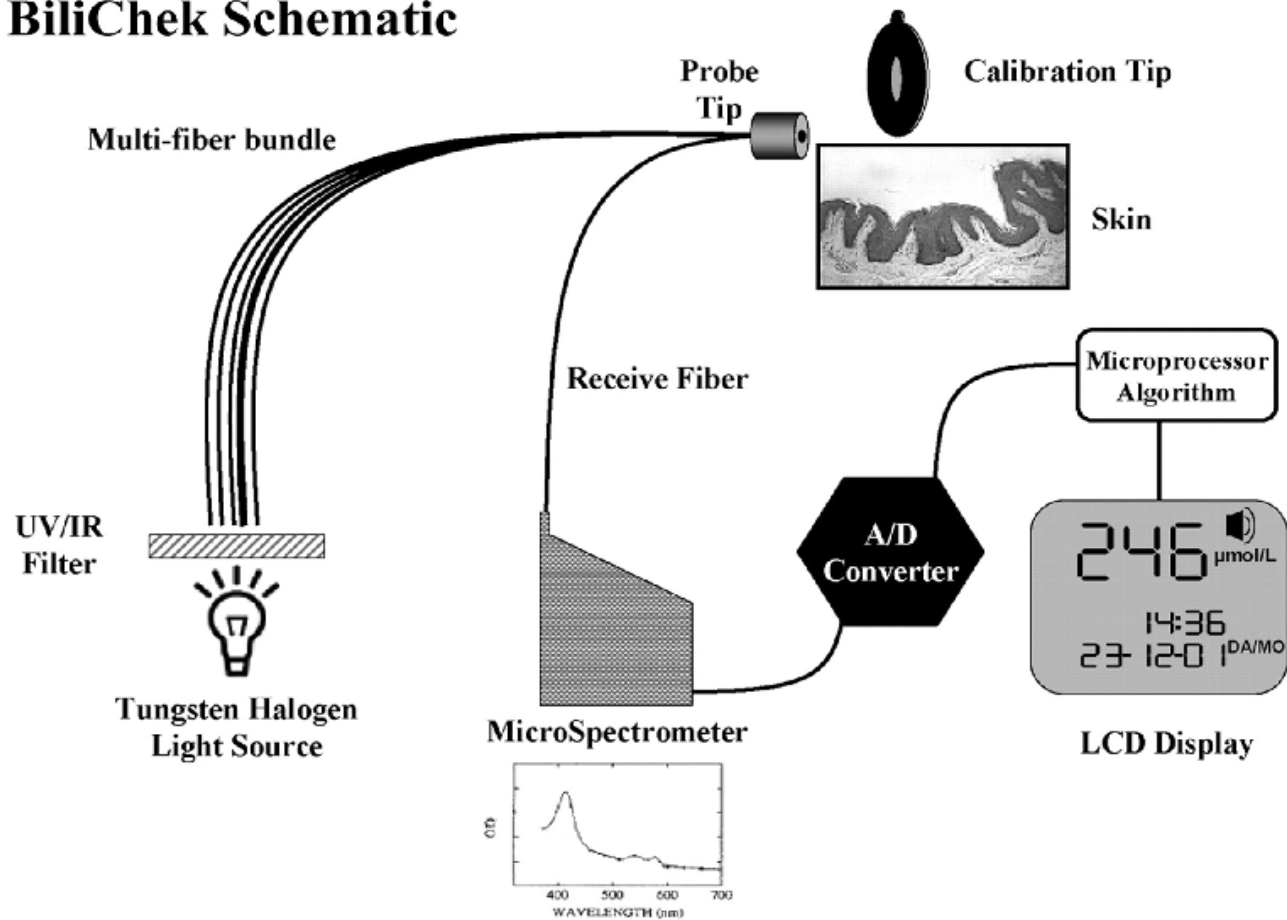 BiliChek Schematic
Probe
Tip
Calibration Tip
Multi-fiber bundle
Skin
Receive Fiber
Microprocessor
Algorithm
UV/IR
Filter
A/D
Converter
246 µmol/L
14:36
23-12-01 DA/MO
Tungsten Halogen
Light Source
MicroSpectrometer
LCD Display
OD
400 500 600 700
WAVELENGTH (nm)